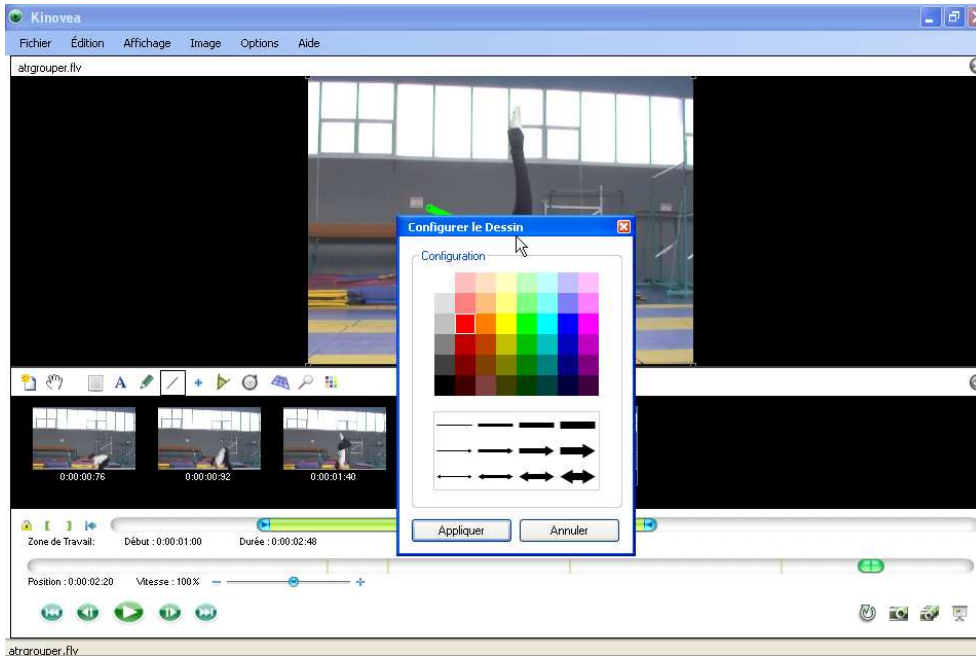 Kinovea
Fichier Édition Affichage Image Options Aide
atrgrouper.flv
Configurer le Dessin
Configuration
A
0:00:00:76 0:00:00:92 0:00:01:40
Appliquer Annuler
Zone de Travail: Début : 0:00:01:00 Durée : 0:00:02:48
Position : 0:00:02:20 Vitesse : 100%
atrgrouper.flv